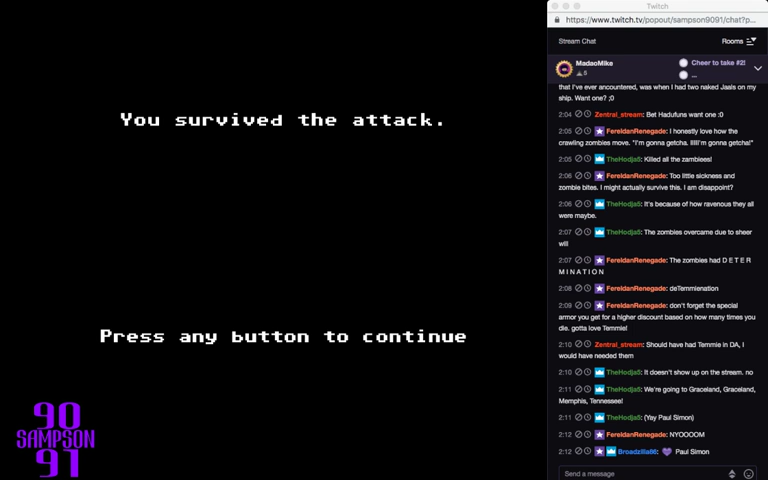 You survived the attack.
Press any button to continue
90
SAMPSON
91
Twitch
https://www.twitch.tv/popout/sampson9091/chat?p...
Stream Chat
Rooms
MadaoMike
Cheer to take #2!
5
...
that I've ever encountered, was when I had two naked Jaals on my
ship. Want one? ;0
2:04 Zentral_stream: Bet Hadufuns want one :0
2:05 FereldanRenegade: I honestly love how the
crawling zombies move. "I'm gonna getcha. IIIII'm gonna getcha!"
2:05 TheHodja5: Killed all the zambiees!
2:06 FereldanRenegade: Too little sickness and
zombie bites. I might actually survive this. I am disappoint?
2:06 TheHodja5: It's because of how ravenous they all
were maybe.
2:07 TheHodja5: The zombies overcame due to sheer
will
2:07 FereldanRenegade: The zombies had D E T E R
M I N A T I O N
2:08 FereldanRenegade: deTemmienation
2:09 FereldanRenegade: don't forget the special
armor you get for a higher discount based on how many times you
die. gotta love Temmie!
2:10 Zentral_stream: Should have had Temmie in DA, I
would have needed them
2:10 TheHodja5: It doesn't show up on the stream. no
2:11 TheHodja5: We're going to Graceland, Graceland,
Memphis, Tennessee!
2:11 TheHodja5: (Yay Paul Simon)
2:12 FereldanRenegade: NYOOOOM
2:12 Broadzilla86: Paul Simon
Send a message